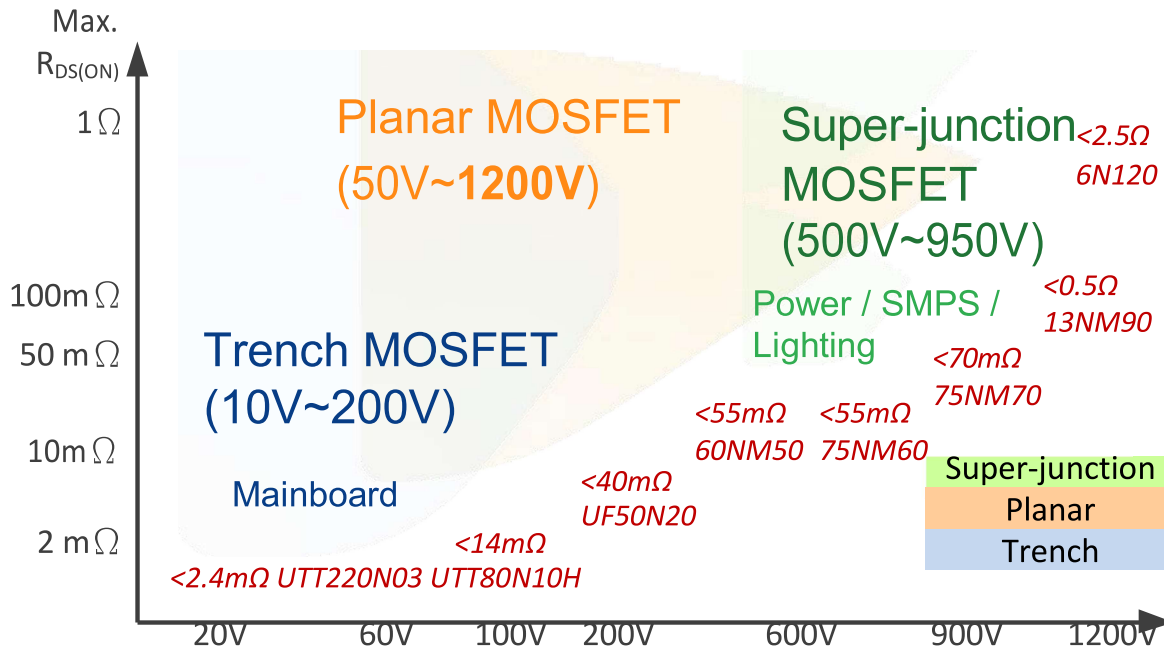 Max.
RDS(ON)
1Ω
100mΩ
50 mΩ
10mΩ
2 mΩ
Planar MOSFET
(50V~1200V)
Super-junction
MOSFET
(500V~950V)
Power / SMPS /
Lighting
Trench MOSFET
(10V~200V)
Mainboard
<2.5Ω
6N120
<0.5Ω
13NM90
<70mΩ
75NM70
<55mΩ
60NM50
<55mΩ
75NM60
<40mΩ
UF50N20
<14mΩ
<2.4mΩ UTT220N03 UTT80N10H
Super-junction
Planar
Trench
20V 60V 100V 200V 600V 900V 1200V